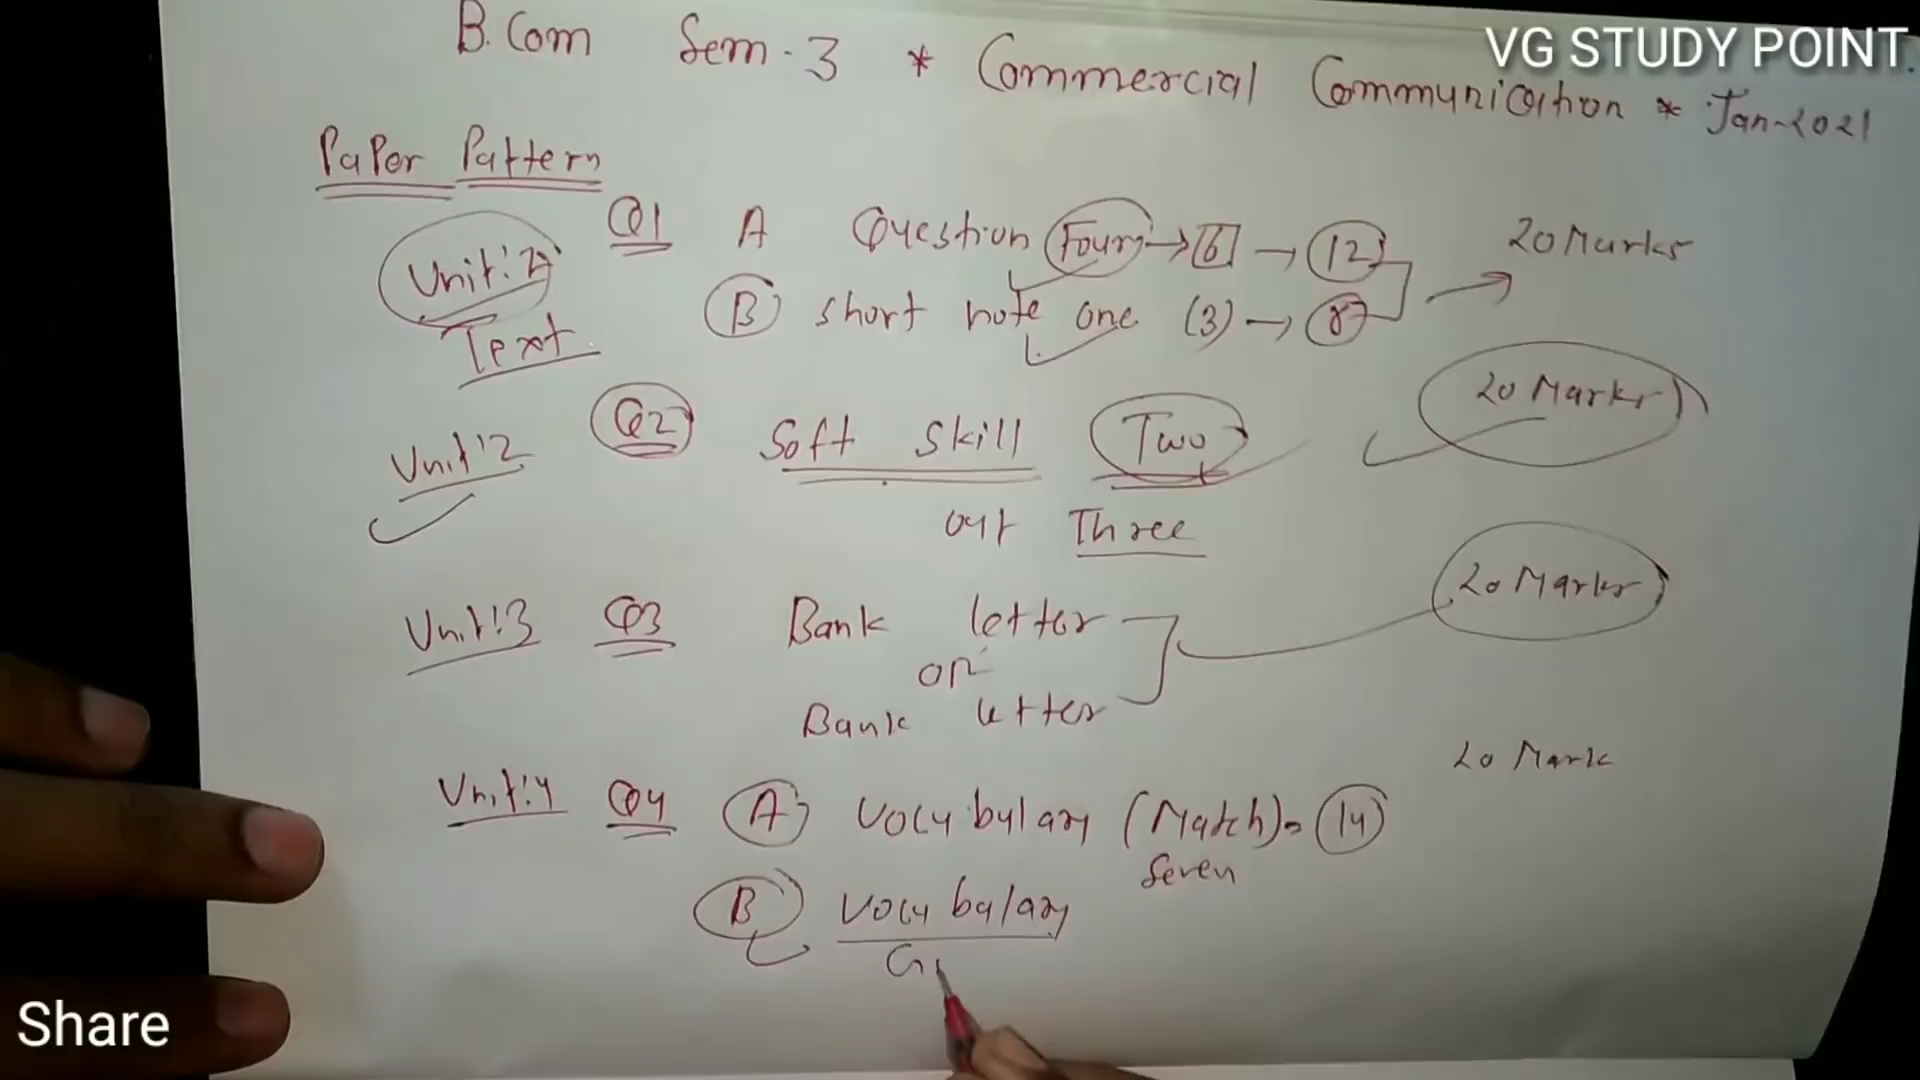 VG STUDY POINT
B.Com Sem-3 * Commercial Communication * Jan-2021
Paper Pattern
Q1 A Question Four → 6 → 12
20 Marks
Unit:
B short note one (3) → 8
Text
Unit:2 Q2 Soft Skill Two
20 Marks
out Three
Unit:3 Q3 Bank letter
20 Marks
or
Bank letter
20 Mark
Unit:4 Q4 A Vocubulary (Match) = 14
Seven
B Vocubulary
Share